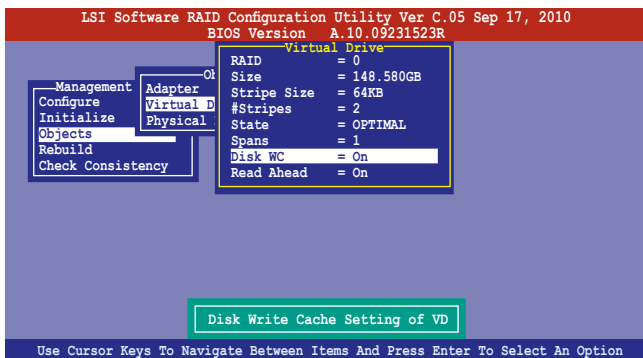 LSI Software RAID Configuration Utility Ver C.05 Sep 17, 2010
BIOS Version A.10.09231523R
Management
Configure
Initialize
Objects
Rebuild
Check Consistency
Adapter
Virtual D
Physical
Virtual Drive
RAID = 0
Size = 148.580GB
Stripe Size = 64KB
#Stripes = 2
State = OPTIMAL
Spans = 1
Disk WC = On
Read Ahead = On
Disk Write Cache Setting of VD
Use Cursor Keys To Navigate Between Items And Press Enter To Select An Option